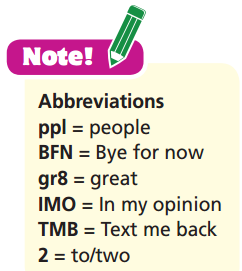 Note!
Abbreviations
ppl = people
BFN = Bye for now
gr8 = great
IMO = In my opinion
TMB = Text me back
2 = to/two